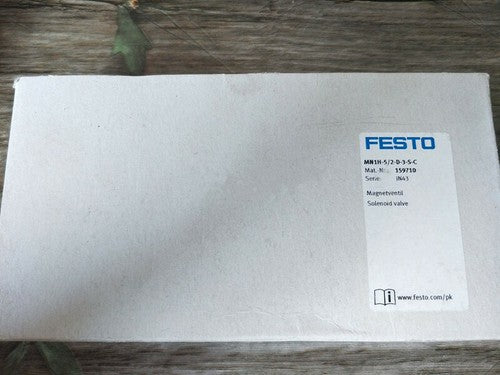 FESTO
MN1H-5/2-D-3-S-C
Mat. Nr.: 159710
Serie: IN43
Magnetventil
Solenoid valve
www.festo.com/pk